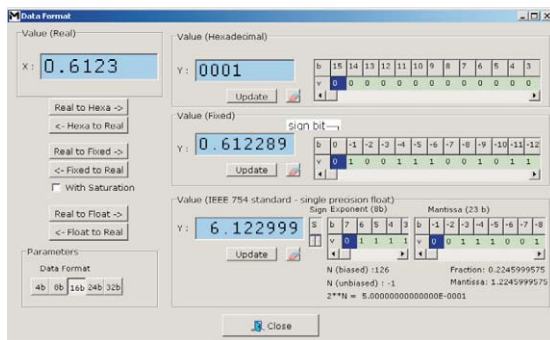 Data Format
Value (Real)
X : 0.6123
Real to Hexa ->
<- Hexa to Real
Real to Fixed ->
<- Fixed to Real
With Saturation
Real to Float ->
<- Float to Real
Parameters
Data Format
4b 8b 16b 24b 32b
Value (Hexadecimal)
Y : 0001
Update
b 15 14 13 12 11 10 9 8 7 6 5 4 3
v 0 0 0 0 0 0 0 0 0 0 0 0 0
Value (Fixed)
sign bit
Y : 0.612289
Update
b 0 -1 -2 -3 -4 -5 -6 -7 -8 -9 -10 -11 -12
v 0 1 0 0 1 1 1 0 0 1 0 1 1
Value (IEEE 754 standard - single precision float)
Sign Exponent (8b) Mantissa (23 b)
Y : 6.122999
Update
S b 7 6 5 4 3 b -1 -2 -3 -4 -5 -6 -7 -8
v 0 1 1 1 1 v 0 0 1 1 1 0 0 1
N (biased) :126 Fraction: 0.2245999575
N (unbiased) : -1 Mantissa: 1.2245999575
2**N = 5.00000000000000E-0001
Close